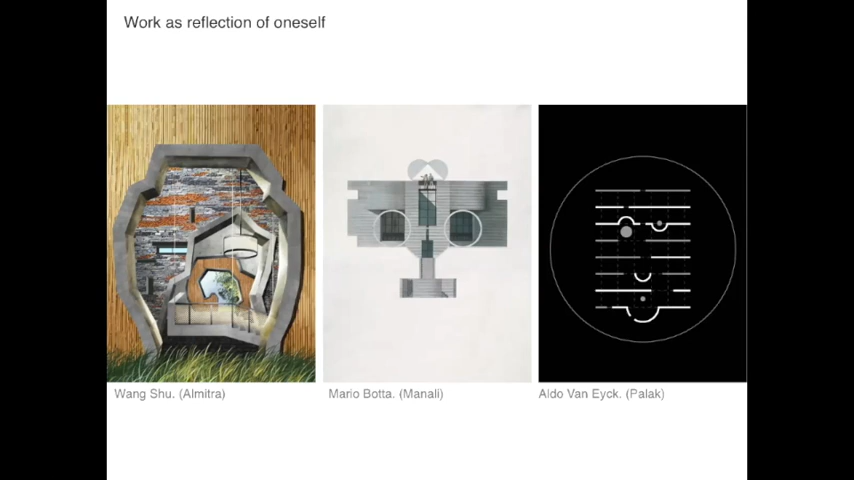 Work as reflection of oneself
Wang Shu. (Almitra)
Mario Botta. (Manali)
Aldo Van Eyck. (Palak)